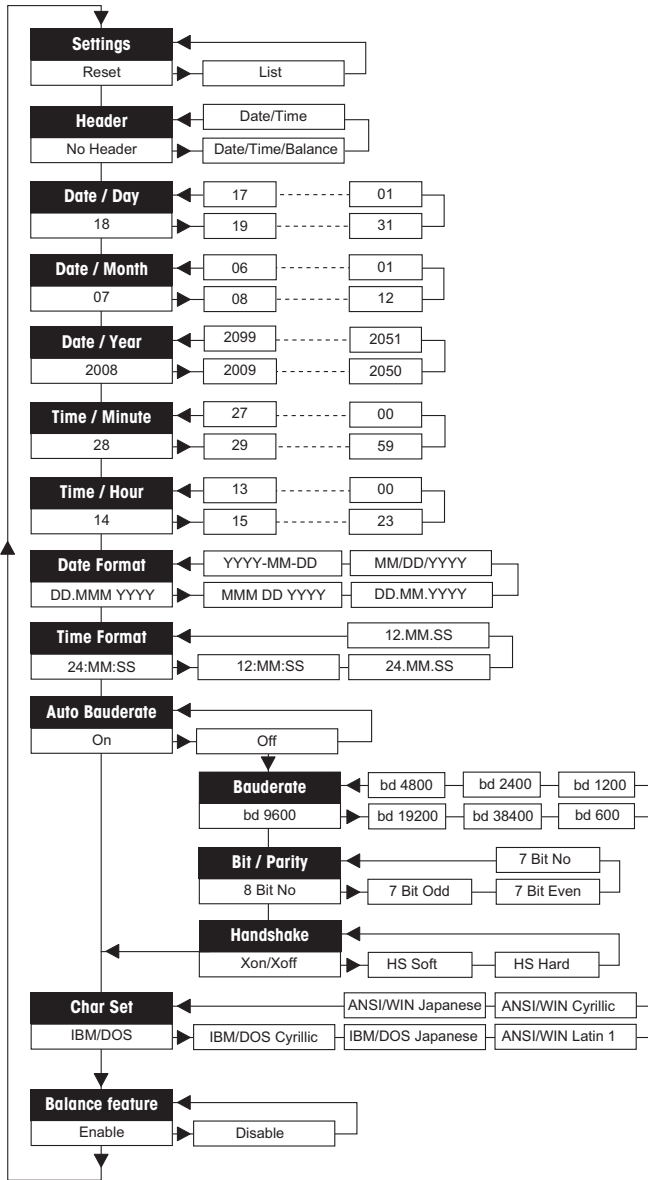 Settings
Reset List
Header Date/Time
No Header Date/Time/Balance
Date / Day 17 01
18 19 31
Date / Month 06 01
07 08 12
Date / Year 2099 2051
2008 2009 2050
Time / Minute 27 00
28 29 59
Time / Hour 13 00
14 15 23
Date Format YYYY-MM-DD MM/DD/YYYY
DD.MMM YYYY MMM DD YYYY DD.MM.YYYY
Time Format 12.MM.SS
24:MM:SS 12:MM:SS 24.MM.SS
Auto Bauderate
On Off
Bauderate bd 4800 bd 2400 bd 1200
bd 9600 bd 19200 bd 38400 bd 600
Bit / Parity 7 Bit No
8 Bit No 7 Bit Odd 7 Bit Even
Handshake
Xon/Xoff HS Soft HS Hard
Char Set ANSI/WIN Japanese ANSI/WIN Cyrillic
IBM/DOS IBM/DOS Cyrillic IBM/DOS Japanese ANSI/WIN Latin 1
Balance feature
Enable Disable